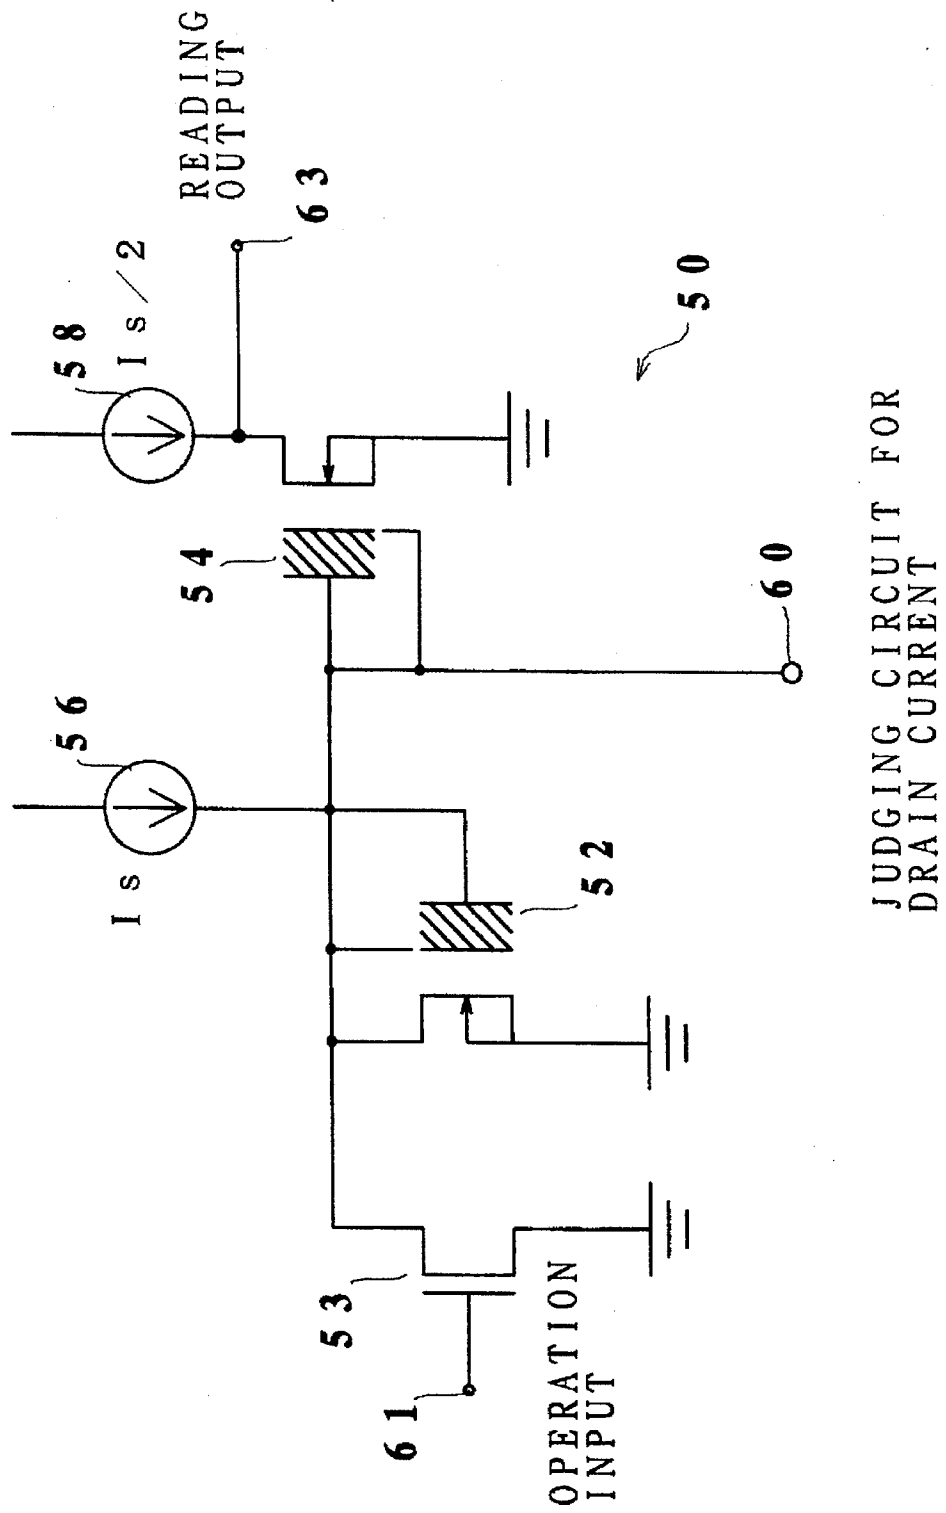 READING
OUTPUT
63
58
Is/2
54
56
Is
52
53
61
OPERATION
INPUT
60
50
JUDGING CIRCUIT FOR
DRAIN CURRENT